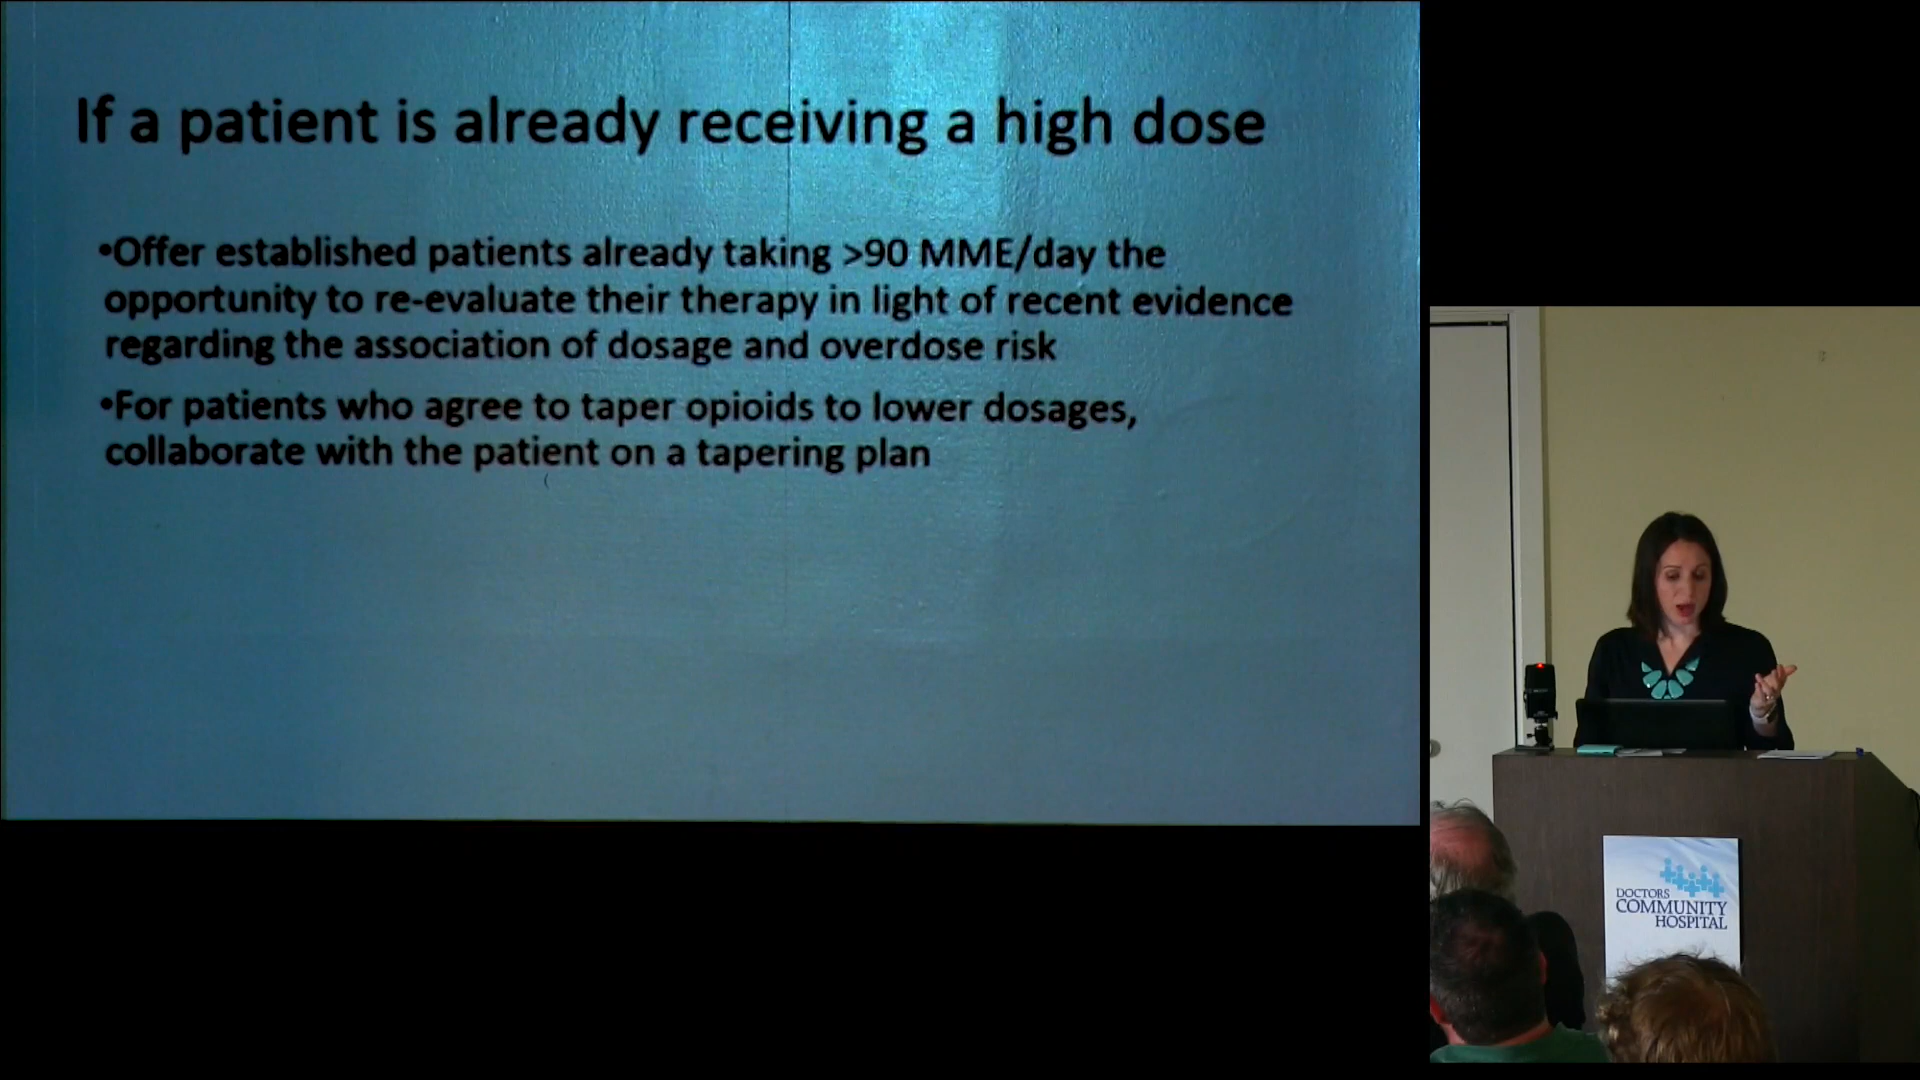 If a patient is already receiving a high dose
•Offer established patients already taking >90 MME/day the
opportunity to re-evaluate their therapy in light of recent evidence
regarding the association of dosage and overdose risk
•For patients who agree to taper opioids to lower dosages,
collaborate with the patient on a tapering plan
DOCTORS
COMMUNITY
HOSPITAL